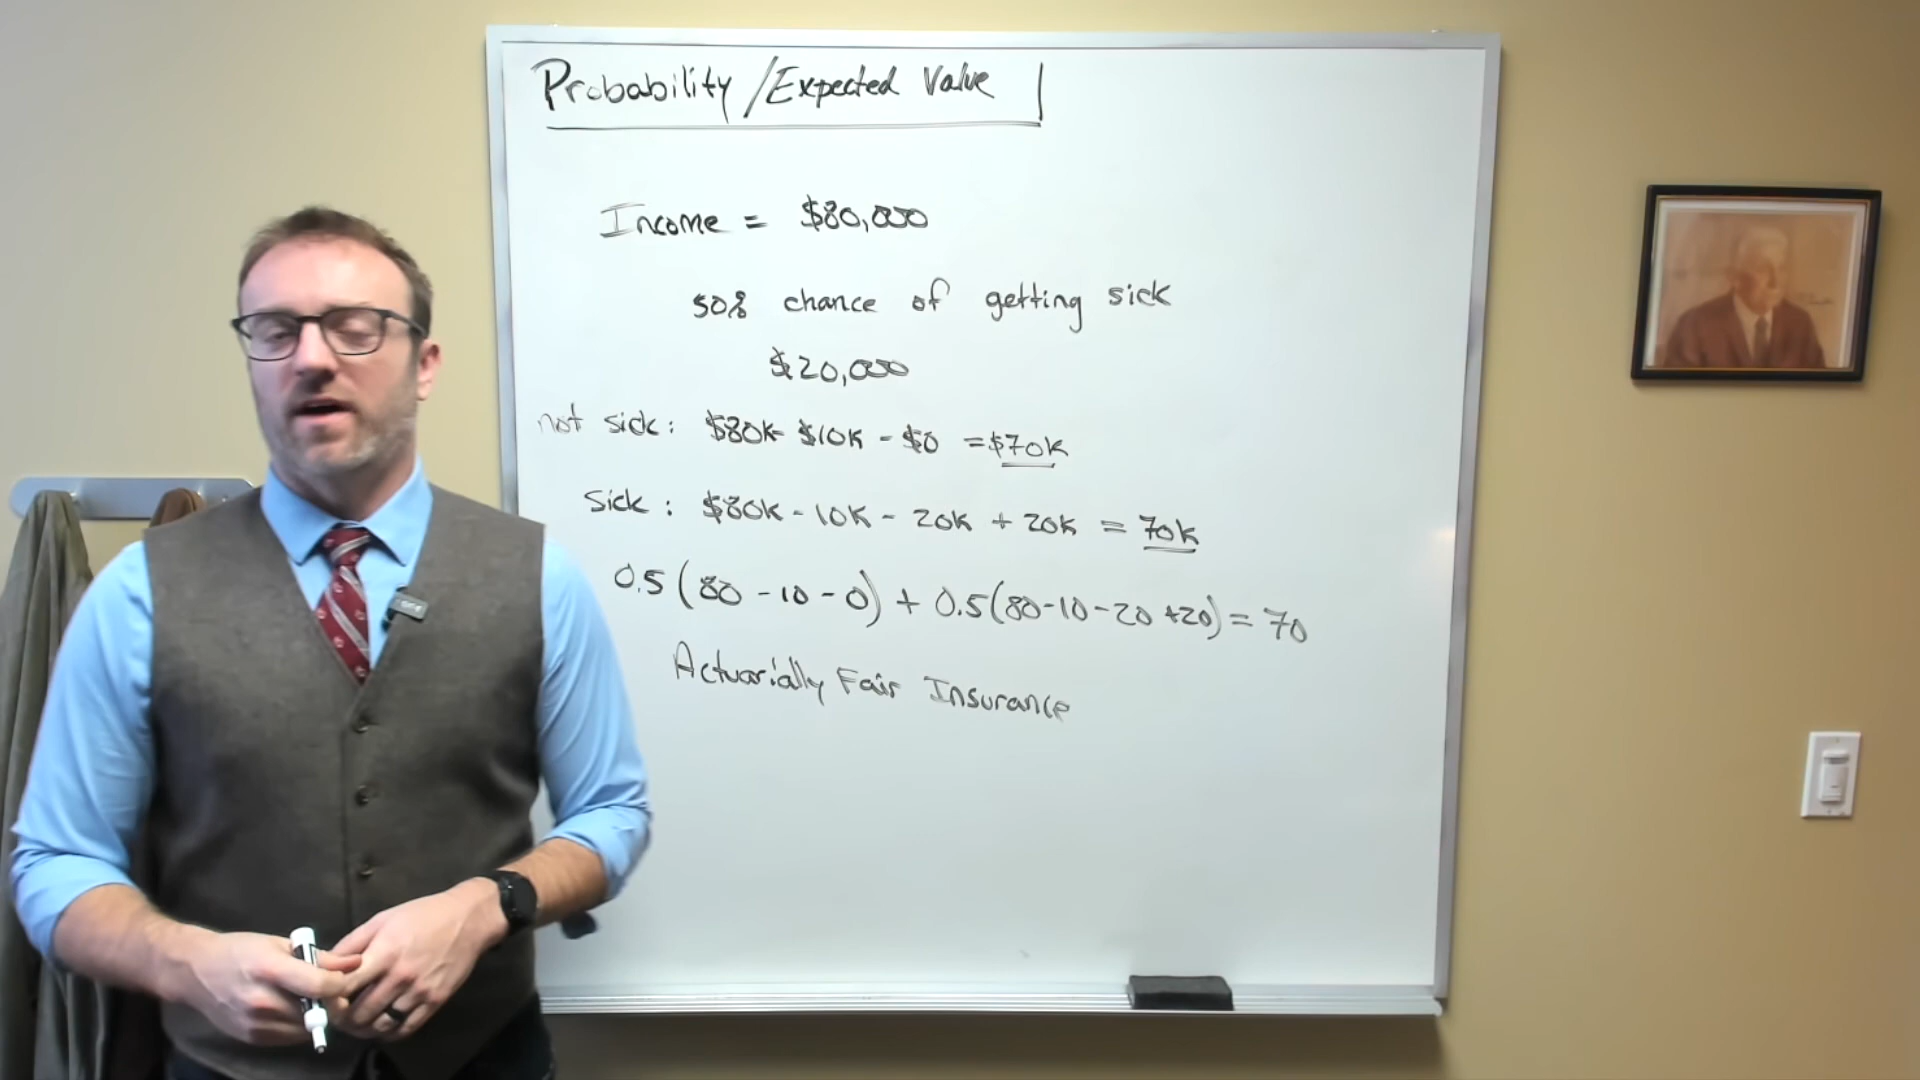 Probability/Expected Value
Income = $80,000
50% chance of getting sick
$20,000
not sick: $80K - $10K - $0 = $70K
Sick: $80K - 10K - 20K + 20K = 70K
0.5(80 - 10 - 0) + 0.5(80 - 10 - 20 + 20) = 70
Actuarially Fair Insurance